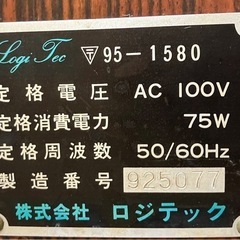 Logi Tec 〒 95-1580
定格電圧 AC 100V
定格消費電力 75W
定格周波数 50/60Hz
製造番号 925077
株式会社 ロジテック